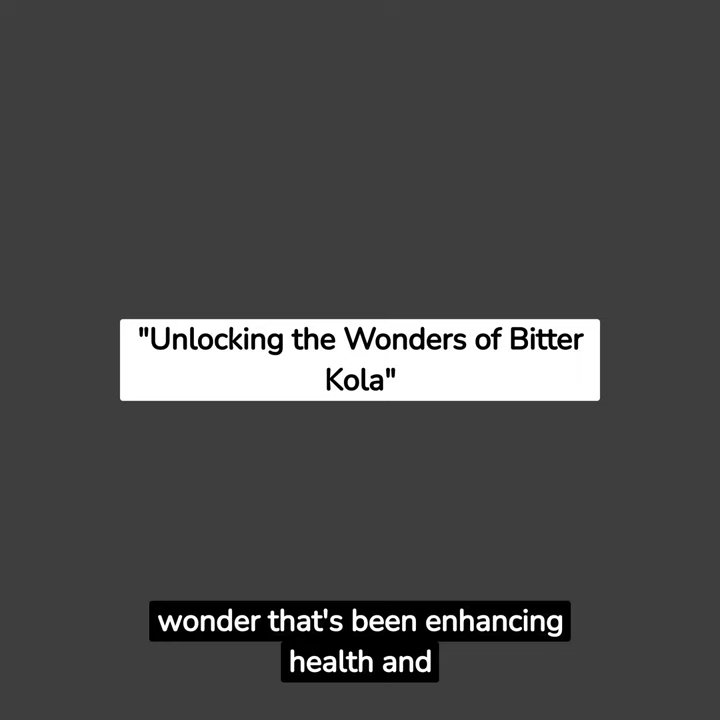 "Unlocking the Wonders of Bitter
Kola"
wonder that's been enhancing
health and